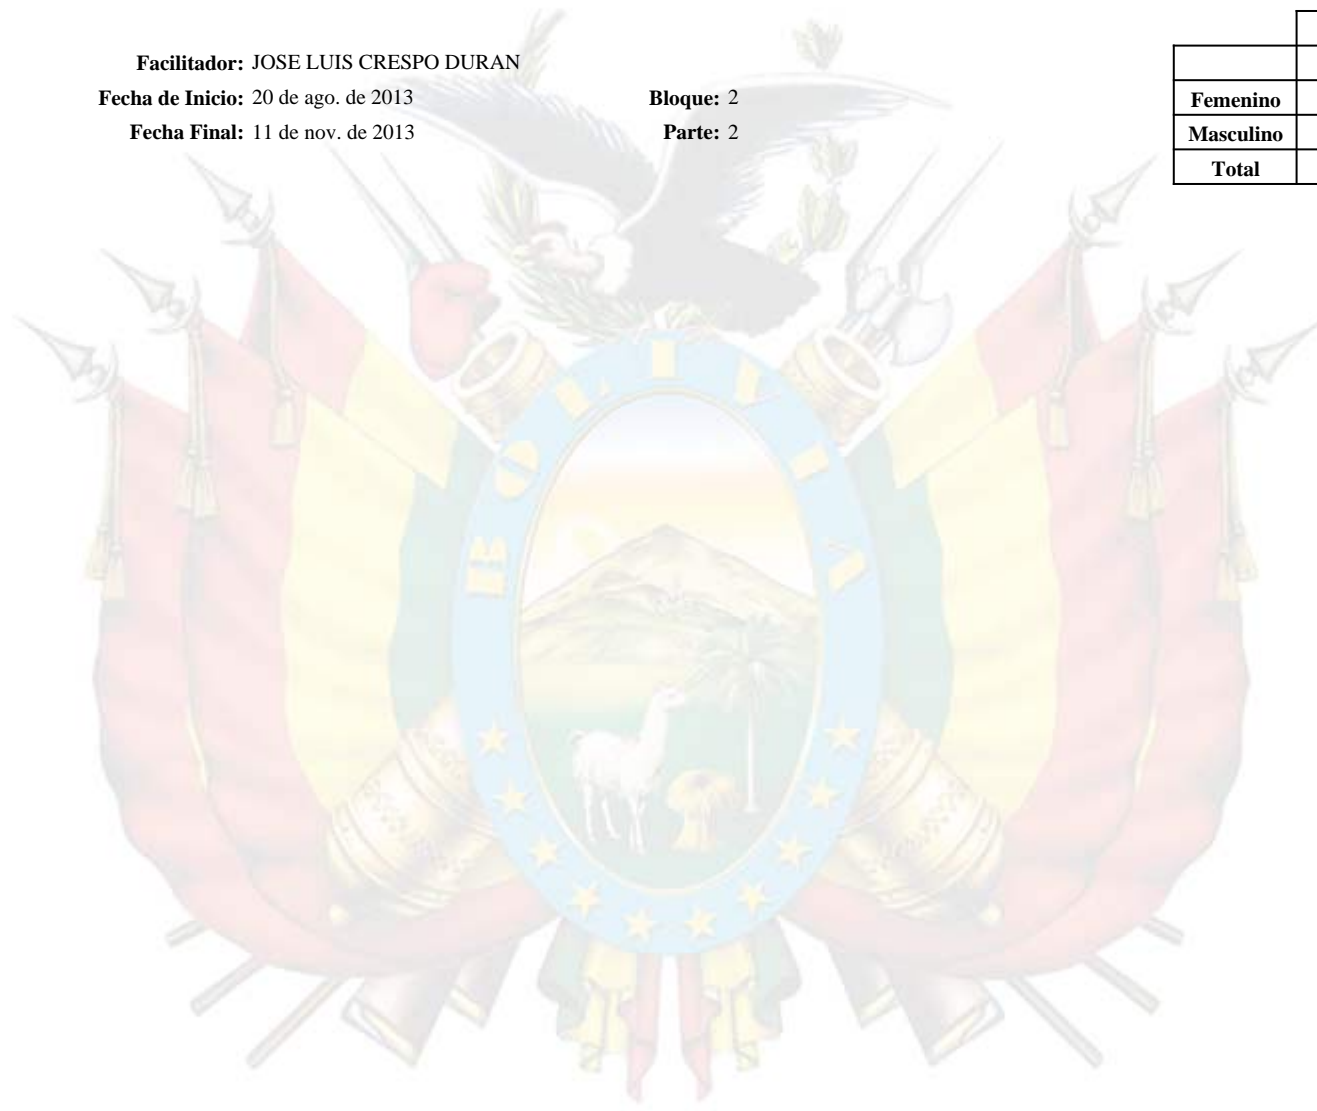 Facilitador: JOSE LUIS CRESPO DURAN
Fecha de Inicio: 20 de ago. de 2013 Bloque: 2
Fecha Final: 11 de nov. de 2013 Parte: 2
Femenino
Masculino
Total
BOLIVIA